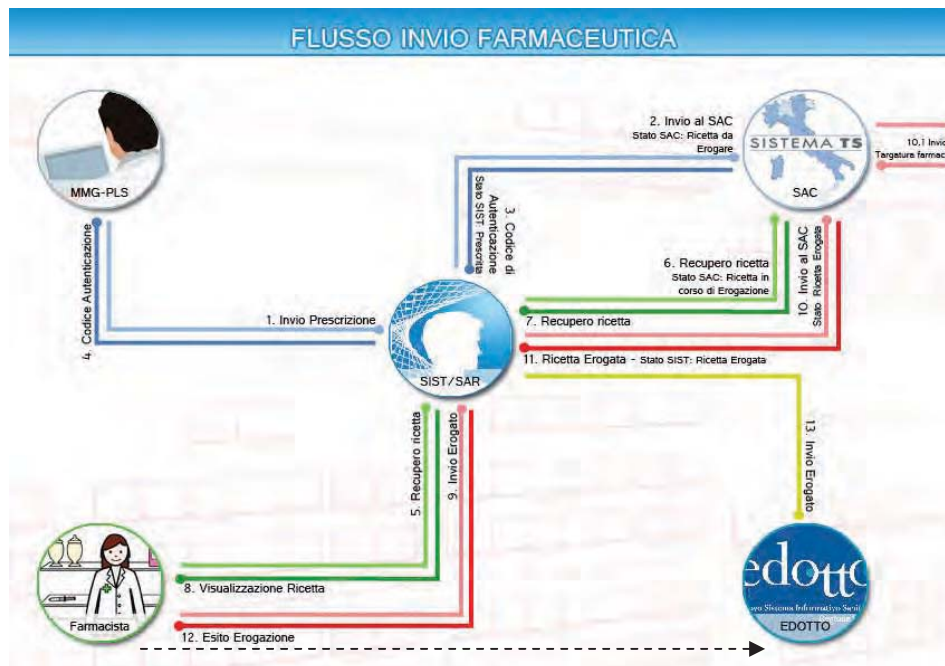 FLUSSO INVIO FARMACEUTICA
MMG-PLS
2. Invio al SAC
Stato SAC: Ricetta da
Erogare
SISTEMA TS
SAC
10.1 Invio
Targatura
3. Codice di
Autenticazione
Stato SIST: Prescritta
4. Codice Autenticazione
1. Invio Prescrizione
6. Recupero ricetta
Stato SAC: Ricetta in
corso di Erogazione
10. Invio al SAC
Stato Ricetta Erogata
7. Recupero ricetta
11. Ricetta Erogata - Stato SIST: Ricetta Erogata
SIST/SAR
5. Recupero ricetta
9. Invio Erogato
13. Invio
Erogato
8. Visualizzazione Ricetta
Farmacista
12. Esito Erogazione
edotto
Sistema Informativo
EDOTTO